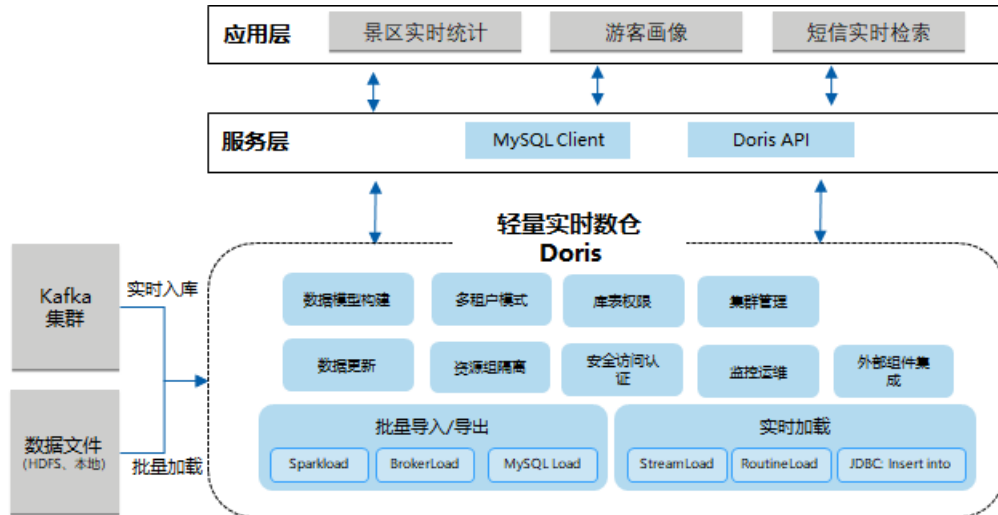 应用层
景区实时统计
游客画像
短信实时检索
服务层
MySQL Client
Doris API
轻量实时数仓
Doris
Kafka
集群
实时入库
数据文件
(HDFS、本地)
批量加载
数据模型构建
多租户模式
库表权限
集群管理
数据更新
资源组隔离
安全访问认
证
监控运维
外部组件集
成
批量导入/导出
Sparkload
BrokerLoad
MySQL Load
实时加载
StreamLoad
RoutineLoad
JDBC: Insert into